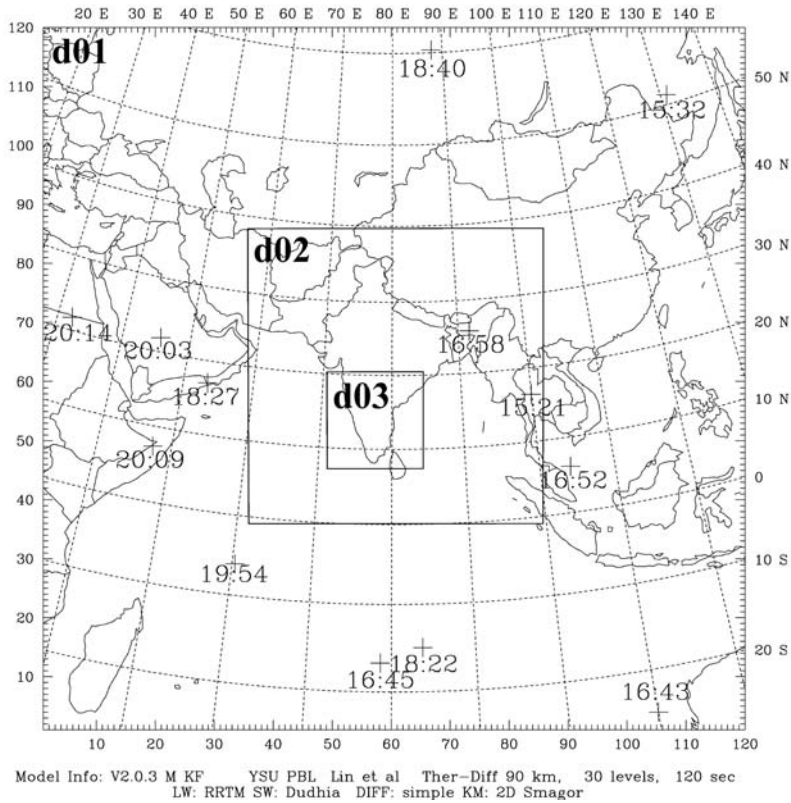 20 E 30 E 40 E 50 E 60 E 70 E 80 E 90 E 100 E 110 E 120 E 130 E 140 E
120
d01
18:40
50 N
110
15:32
100
40 N
90
30 N
d02
80
20 N
70
20:14
20:03
16:58
60
18:27
d03
15:21
10 N
50
20:09
16:52
0
40
30
19:54
10 S
20
18:22
20 S
10
16:45
16:43
10 20 30 40 50 60 70 80 90 100 110 120
Model Info: V2.0.3 M KF YSU PBL Lin et al Ther-Diff 90 km, 30 levels, 120 sec
LW: RRTM SW: Dudhia DIFF: simple KM: 2D Smagor